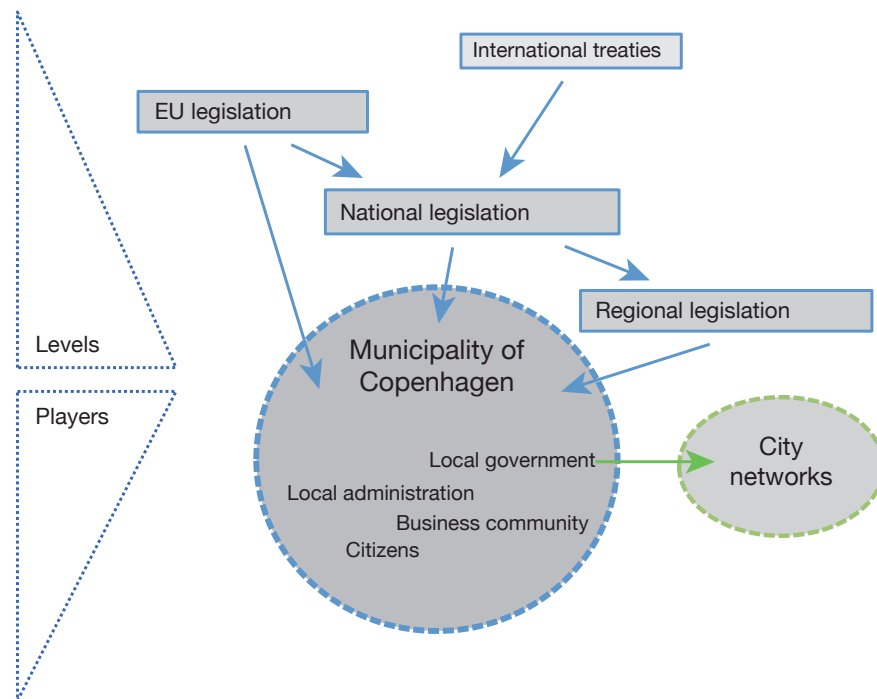 International treaties
EU legislation
National legislation
Regional legislation
Levels
Municipality of
Copenhagen
Players
Local government
City
networks
Local administration
Business community
Citizens